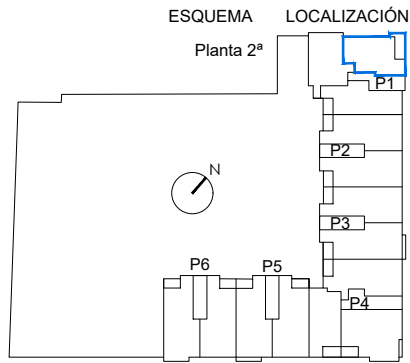 ESQUEMA LOCALIZACIÓN
Planta 2ª
P1
N
P2
P3
P6 P5
P4